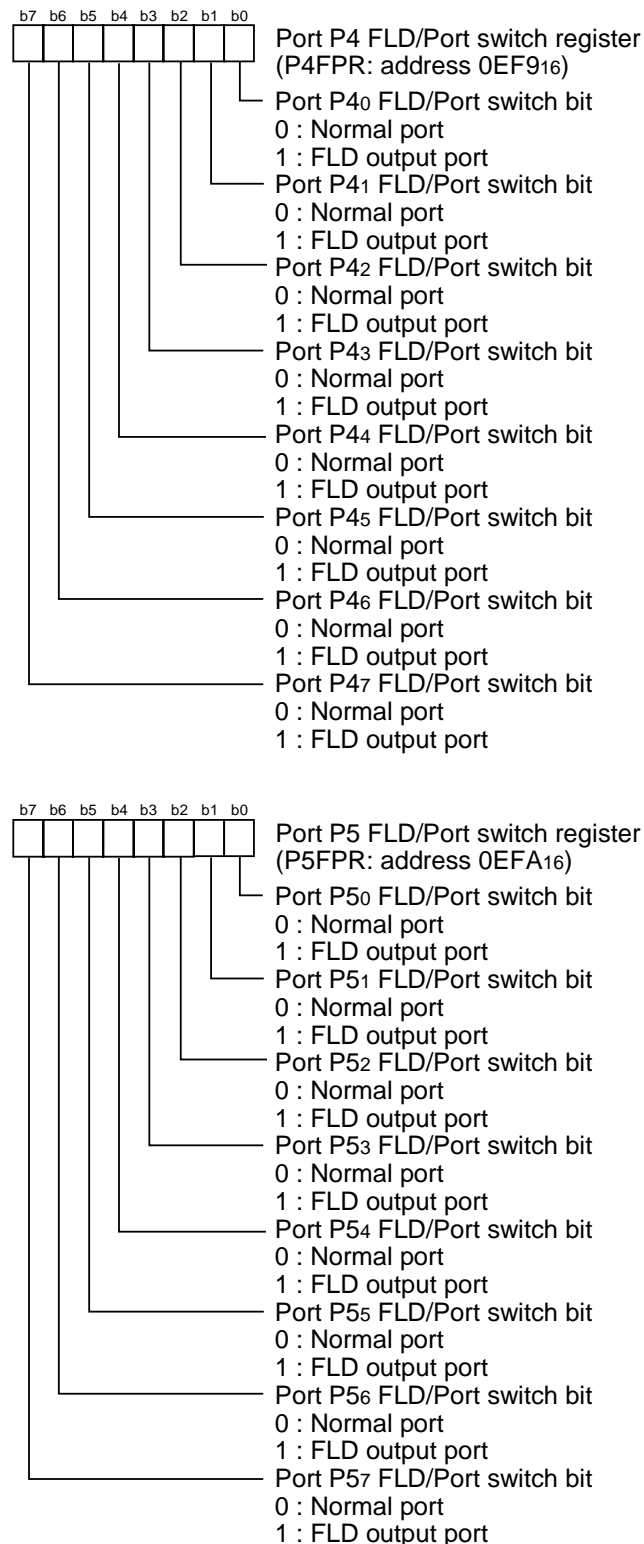 b7 b6 b5 b4 b3 b2 b1 b0
Port P4 FLD/Port switch register
(P4FPR: address 0EF916)
Port P40 FLD/Port switch bit
0 : Normal port
1 : FLD output port
Port P41 FLD/Port switch bit
0 : Normal port
1 : FLD output port
Port P42 FLD/Port switch bit
0 : Normal port
1 : FLD output port
Port P43 FLD/Port switch bit
0 : Normal port
1 : FLD output port
Port P44 FLD/Port switch bit
0 : Normal port
1 : FLD output port
Port P45 FLD/Port switch bit
0 : Normal port
1 : FLD output port
Port P46 FLD/Port switch bit
0 : Normal port
1 : FLD output port
Port P47 FLD/Port switch bit
0 : Normal port
1 : FLD output port
b7 b6 b5 b4 b3 b2 b1 b0
Port P5 FLD/Port switch register
(P5FPR: address 0EFA16)
Port P50 FLD/Port switch bit
0 : Normal port
1 : FLD output port
Port P51 FLD/Port switch bit
0 : Normal port
1 : FLD output port
Port P52 FLD/Port switch bit
0 : Normal port
1 : FLD output port
Port P53 FLD/Port switch bit
0 : Normal port
1 : FLD output port
Port P54 FLD/Port switch bit
0 : Normal port
1 : FLD output port
Port P55 FLD/Port switch bit
0 : Normal port
1 : FLD output port
Port P56 FLD/Port switch bit
0 : Normal port
1 : FLD output port
Port P57 FLD/Port switch bit
0 : Normal port
1 : FLD output port